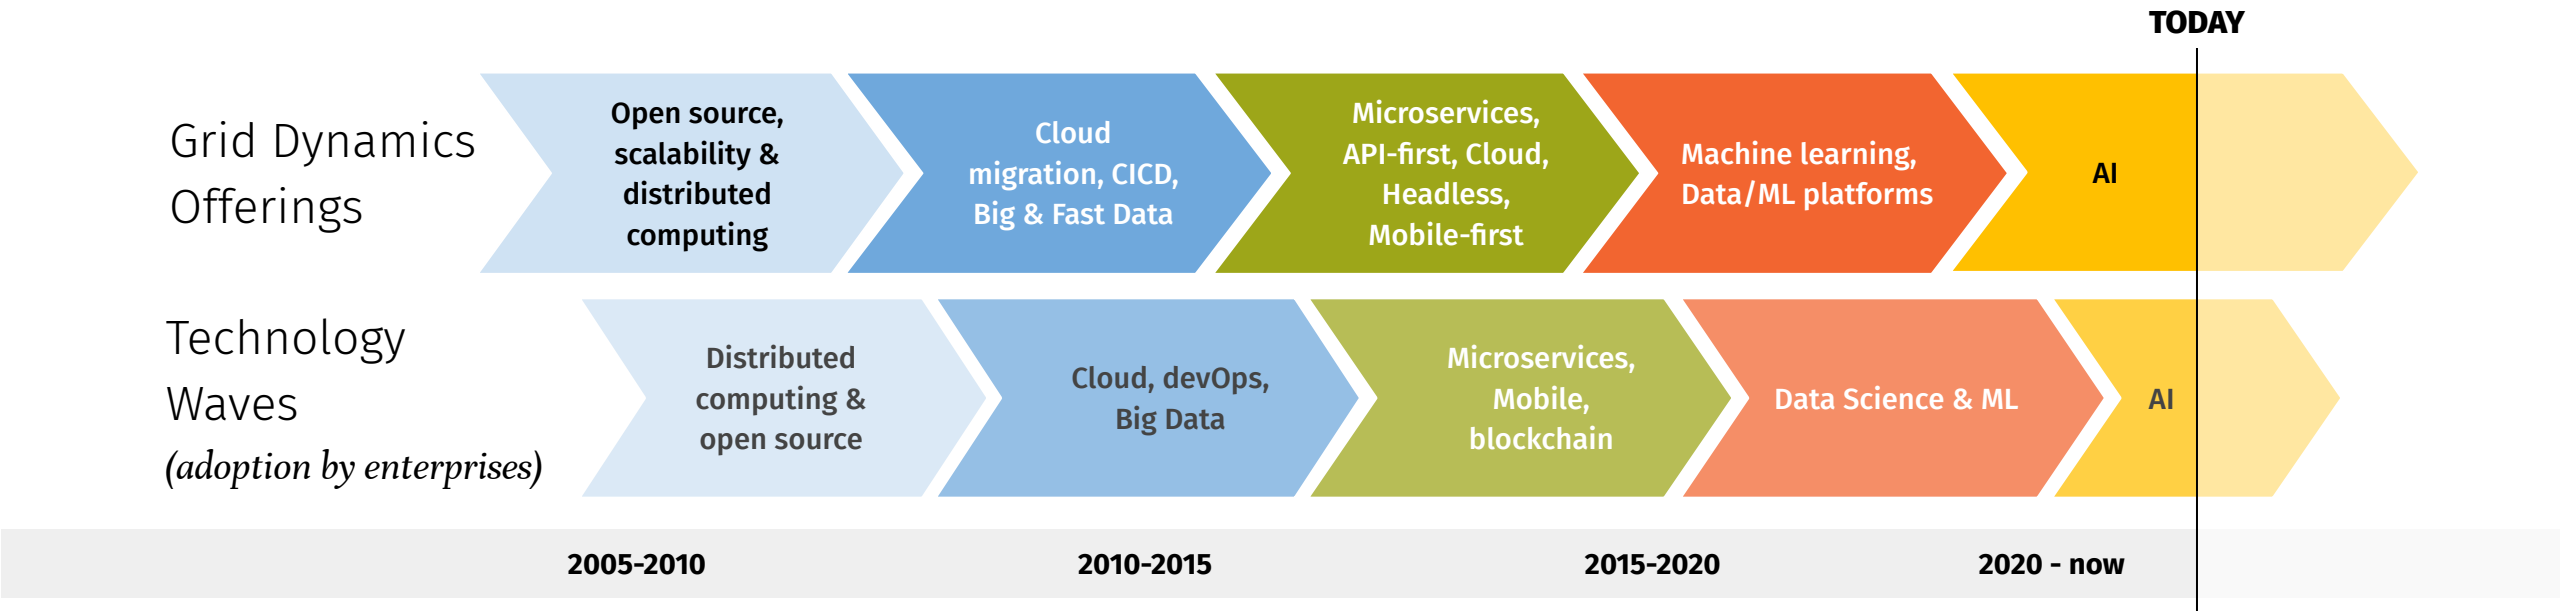 TODAY
Grid Dynamics
Offerings
Open source,
scalability &
distributed
computing
Cloud
migration, CICD,
Big & Fast Data
Microservices,
API-first, Cloud,
Headless,
Mobile-first
Machine learning,
Data/ML platforms
AI
Technology
Waves
(adoption by enterprises)
Distributed
computing &
open source
Cloud, devOps,
Big Data
Microservices,
Mobile,
blockchain
Data Science & ML
AI
2005-2010
2010-2015
2015-2020
2020 - now